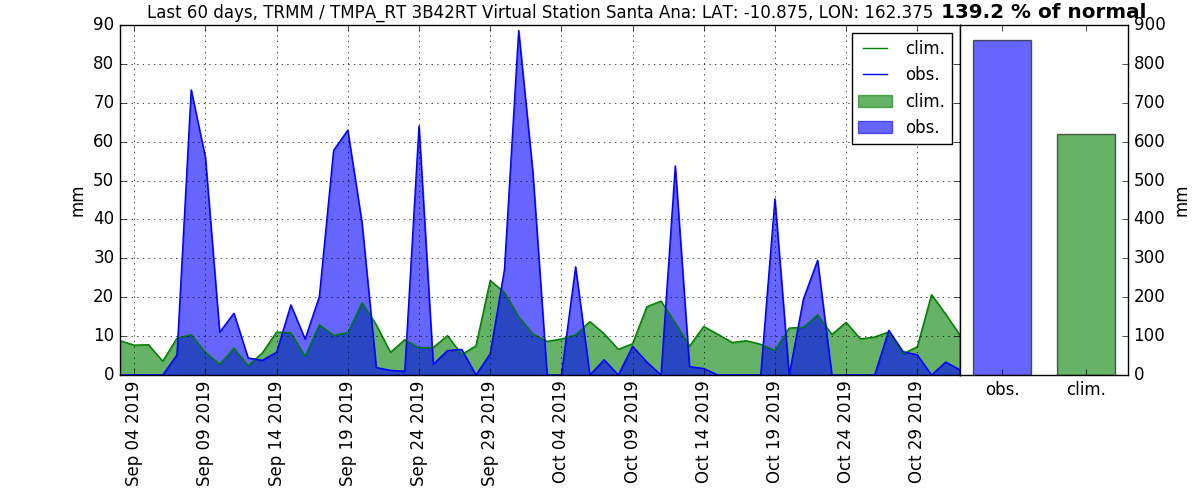 Last 60 days, TRMM / TMPA_RT 3B42RT Virtual Station Santa Ana: LAT: -10.875, LON: 162.375 139.2 % of normal
90
80
70
60
50
40
30
20
10
0
mm
clim.
obs.
clim.
obs.
900
800
700
600
500
400
300
200
100
0
mm
obs.
clim.
Sep 04 2019
Sep 09 2019
Sep 14 2019
Sep 19 2019
Sep 24 2019
Sep 29 2019
Oct 04 2019
Oct 09 2019
Oct 14 2019
Oct 19 2019
Oct 24 2019
Oct 29 2019